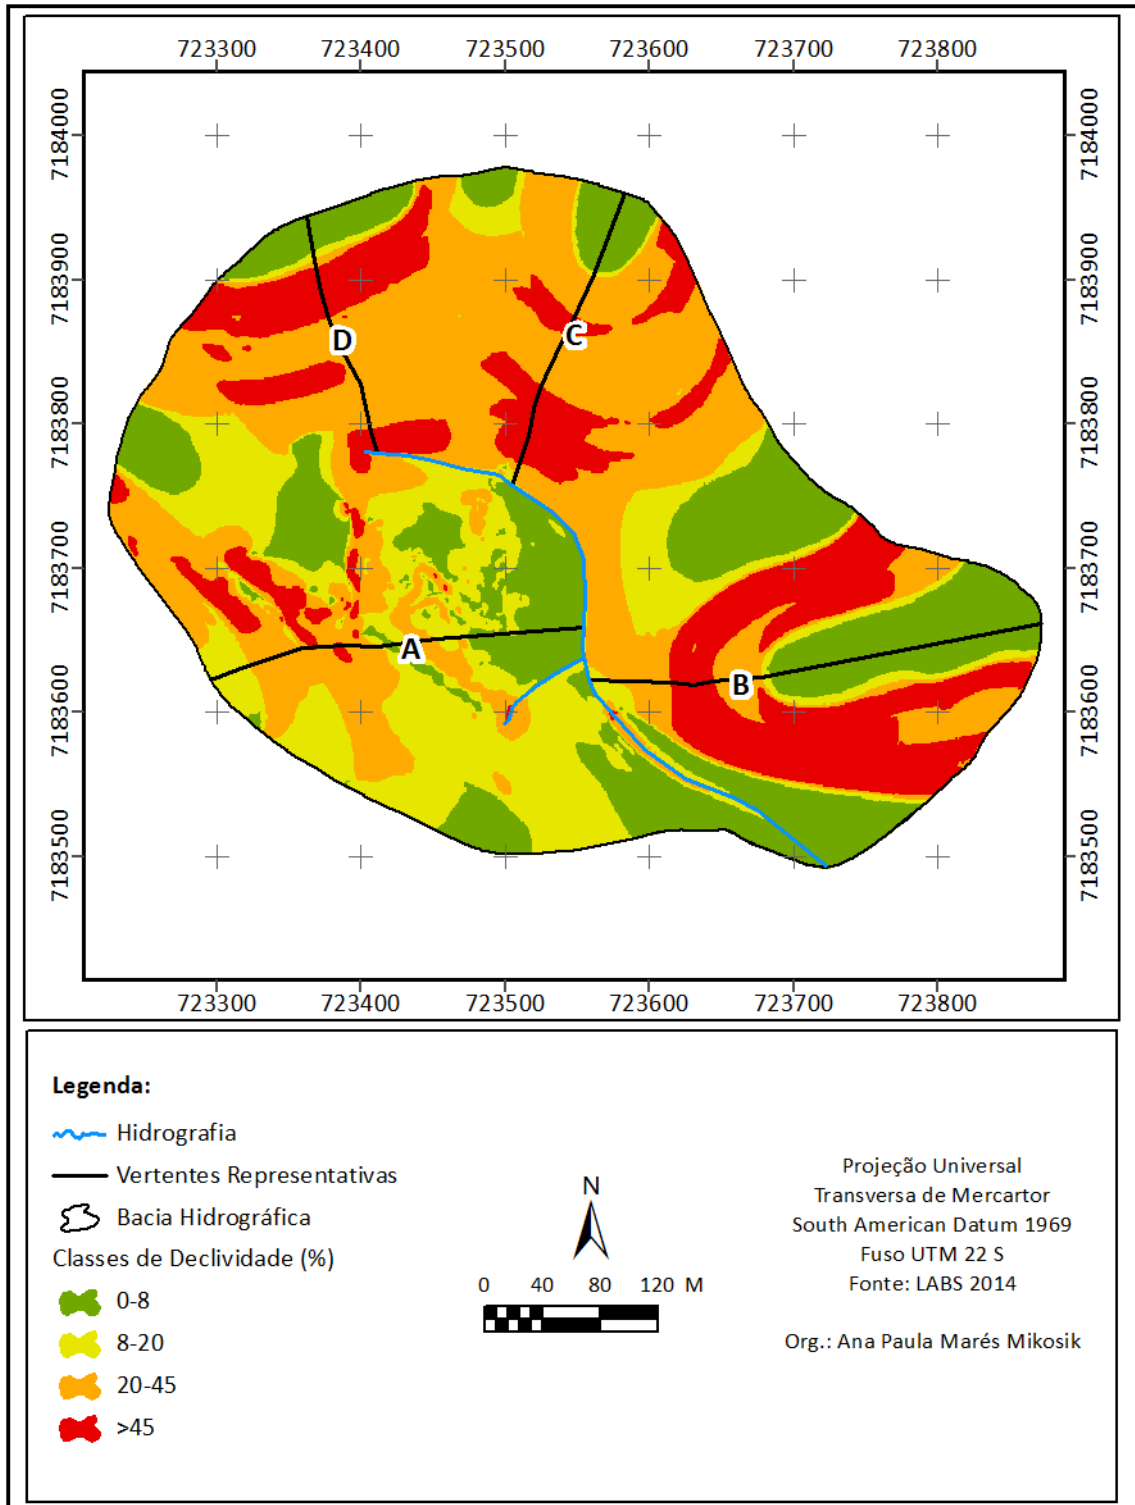 723300 723400 723500 723600 723700 723800
7184000 7184000
7183900 7183900
D C
7183800 7183800
7183700 7183700
A
B
7183600 7183600
7183500 7183500
723300 723400 723500 723600 723700 723800
Legenda:
Hidrografia
Vertentes Representativas
Bacia Hidrográfica
Classes de Declividade (%)
0-8
8-20
20-45
>45
N
0 40 80 120 M
Projeção Universal
Transversa de Mercartor
South American Datum 1969
Fuso UTM 22 S
Fonte: LABS 2014
Org.: Ana Paula Marés Mikosik